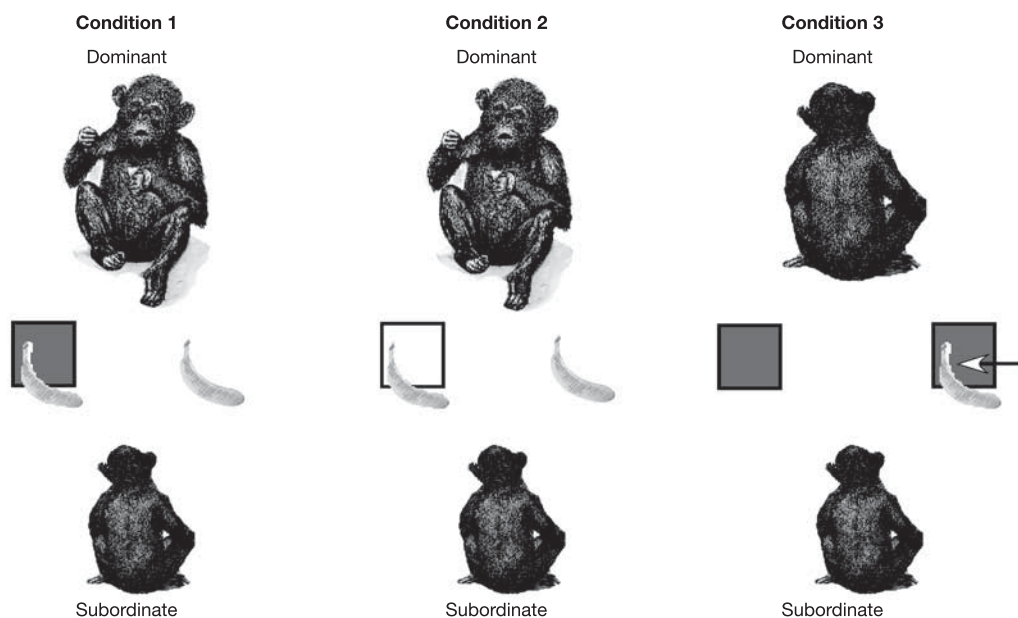 Condition 1
Condition 2
Condition 3
Dominant
Dominant
Dominant
Subordinate
Subordinate
Subordinate